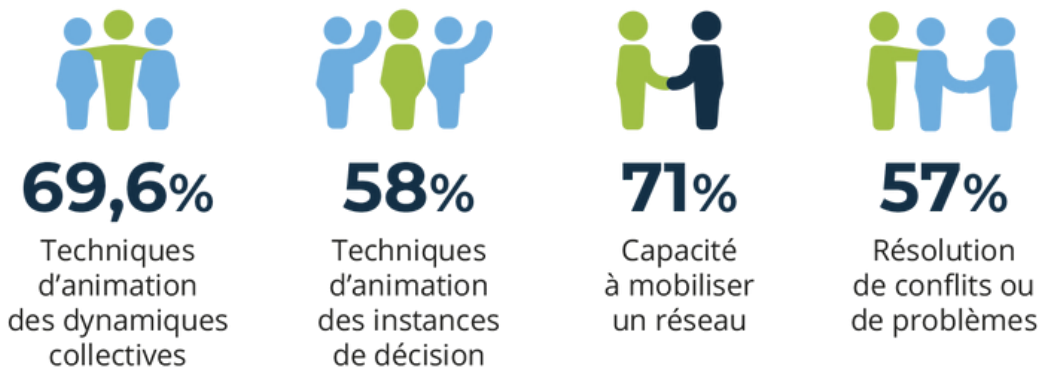 69,6%
Techniques
d’animation
des dynamiques
collectives
58%
Techniques
d’animation
des instances
de décision
71%
Capacité
à mobiliser
un réseau
57%
Résolution
de conflits ou
de problèmes